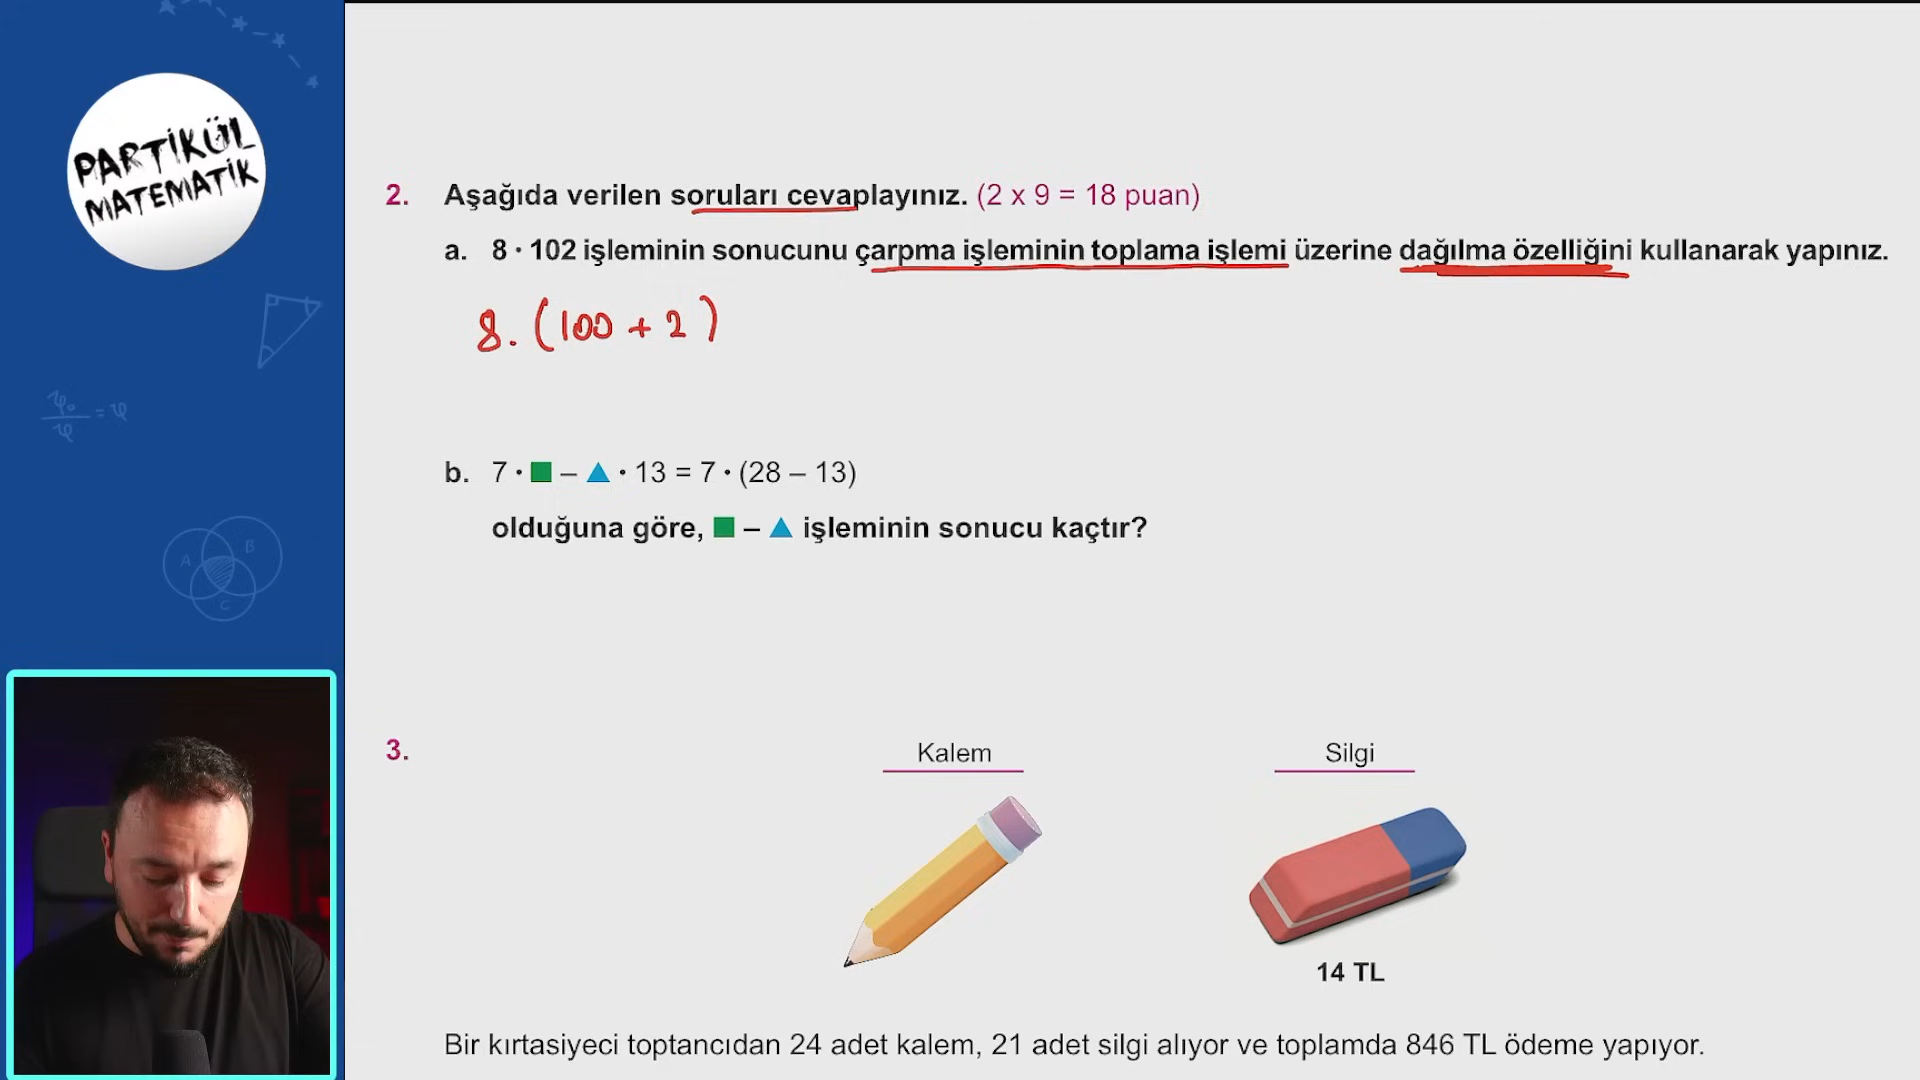 PARTİKÜL
MATEMATİK
2. Aşağıda verilen soruları cevaplayınız. (2 x 9 = 18 puan)
a. 8 · 102 işleminin sonucunu çarpma işleminin toplama işlemi üzerine dağılma özelliğini kullanarak yapınız.
8. (100 + 2)
b. 7 · ■ – ▲ · 13 = 7 · (28 – 13)
olduğuna göre, ■ – ▲ işleminin sonucu kaçtır?
A B
C
3.
Kalem Silgi
14 TL
Bir kırtasiyeci toptancıdan 24 adet kalem, 21 adet silgi alıyor ve toplamda 846 TL ödeme yapıyor.